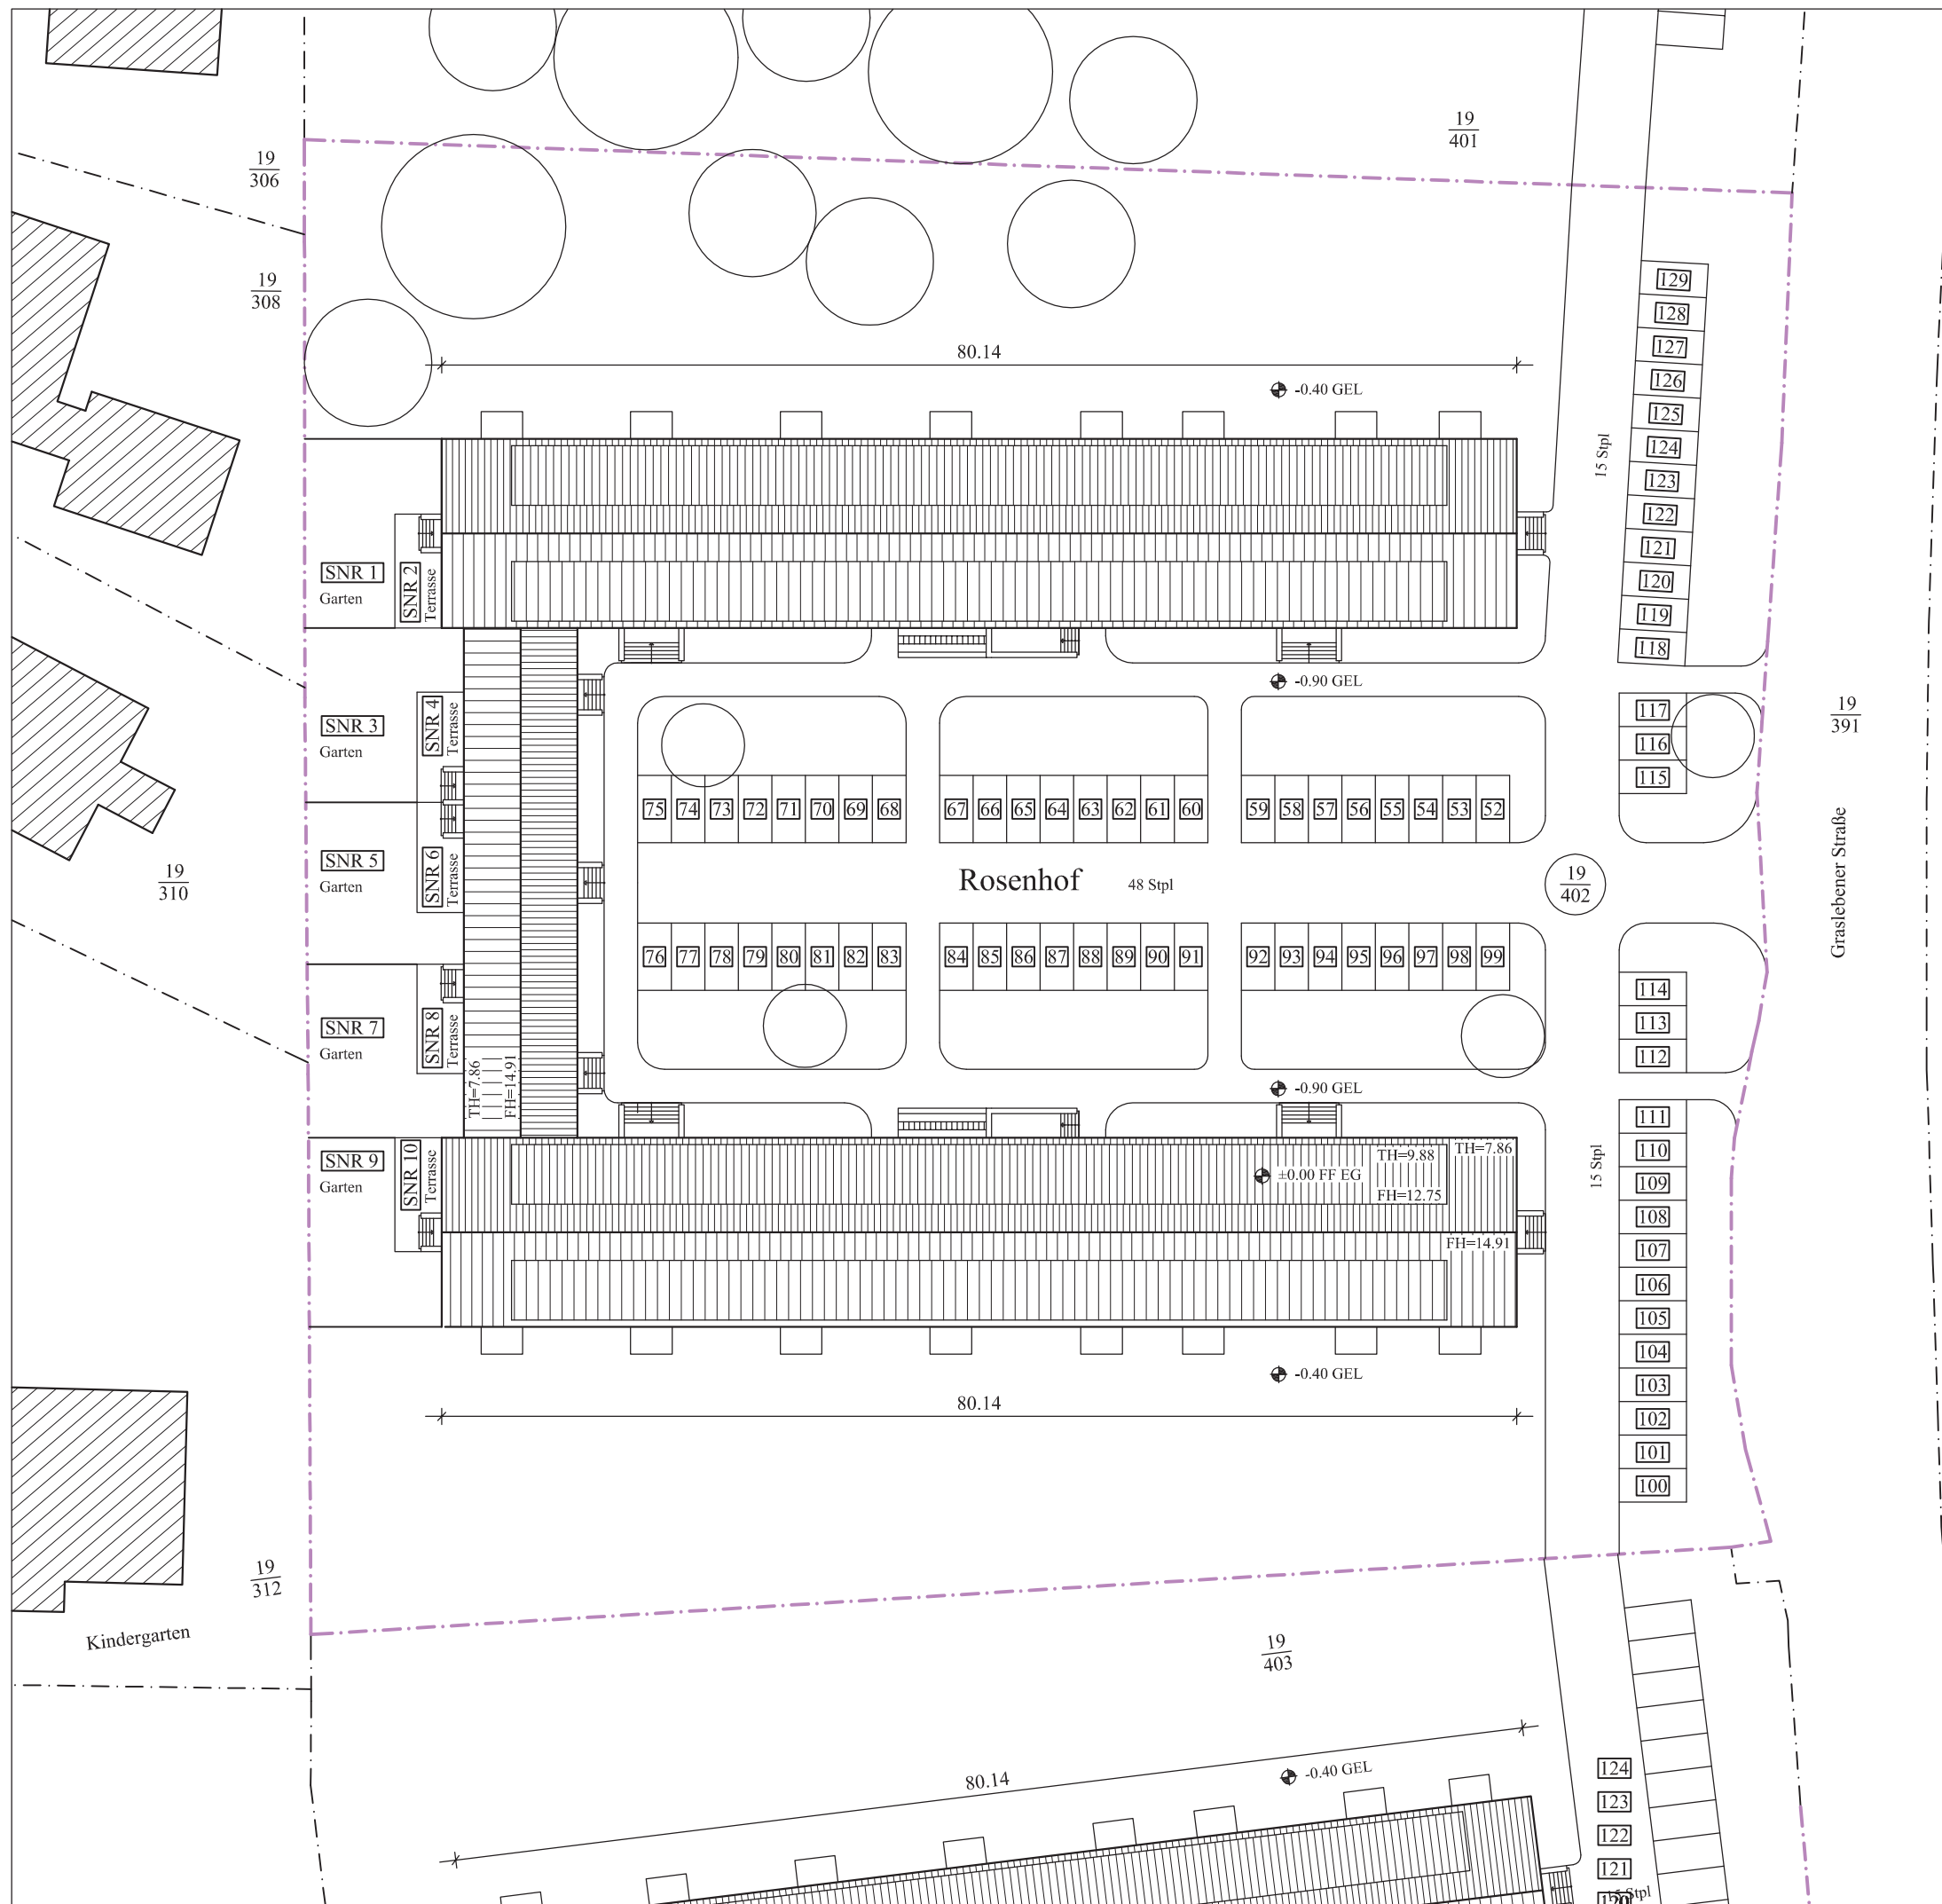 19
401
19
306
19
308
129
128
127
126
125
124
123
122
121
120
119
118
15 Stpl
80.14
-0.40 GEL
SNR 1
Garten
SNR 2
Terrasse
-0.90 GEL
SNR 3
Garten
SNR 4
Terrasse
117
116
115
19
391
75 74 73 72 71 70 69 68 67 66 65 64 63 62 61 60 59 58 57 56 55 54 53 52
SNR 5
Garten
SNR 6
Terrasse
19
310
Rosenhof
48 Stpl
19
402
Graslebener Straße
76 77 78 79 80 81 82 83 84 85 86 87 88 89 90 91 92 93 94 95 96 97 98 99
114
113
112
SNR 7
Garten
SNR 8
Terrasse
TH=7.86
FH=14.91
-0.90 GEL
SNR 9
Garten
SNR 10
Terrasse
TH=9.88
TH=7.86
±0.00 FF EG
FH=12.75
FH=14.91
15 Stpl
111
110
109
108
107
106
105
104
103
102
101
100
-0.40 GEL
80.14
19
312
Kindergarten
19
403
80.14
-0.40 GEL
124
123
122
121
120
15 Stpl